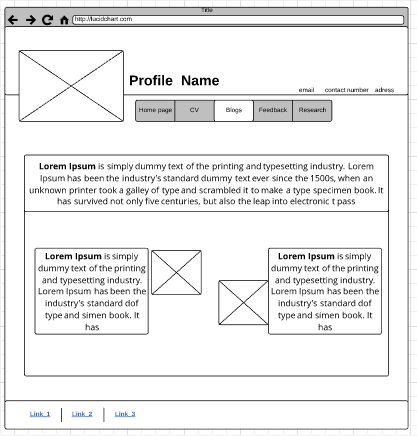 Title
http://lucidchart.com
Profile Name
email contact number adress
Home page CV Blogs Feedback Research
Lorem Ipsum is simply dummy text of the printing and typesetting industry. Lorem
Ipsum has been the industry's standard dummy text ever since the 1500s, when an
unknown printer took a galley of type and scrambled it to make a type specimen book. It
has survived not only five centuries, but also the leap into electronic t pass
Lorem Ipsum is simply
dummy text of the printing
and typesetting industry.
Lorem Ipsum has been the
industry's standard dof
type and simen book. It
has
Lorem Ipsum is simply
dummy text of the printing
and typesetting industry.
Lorem Ipsum has been the
industry's standard dof
type and simen book. It
has
Link_1 Link_2 Link_3